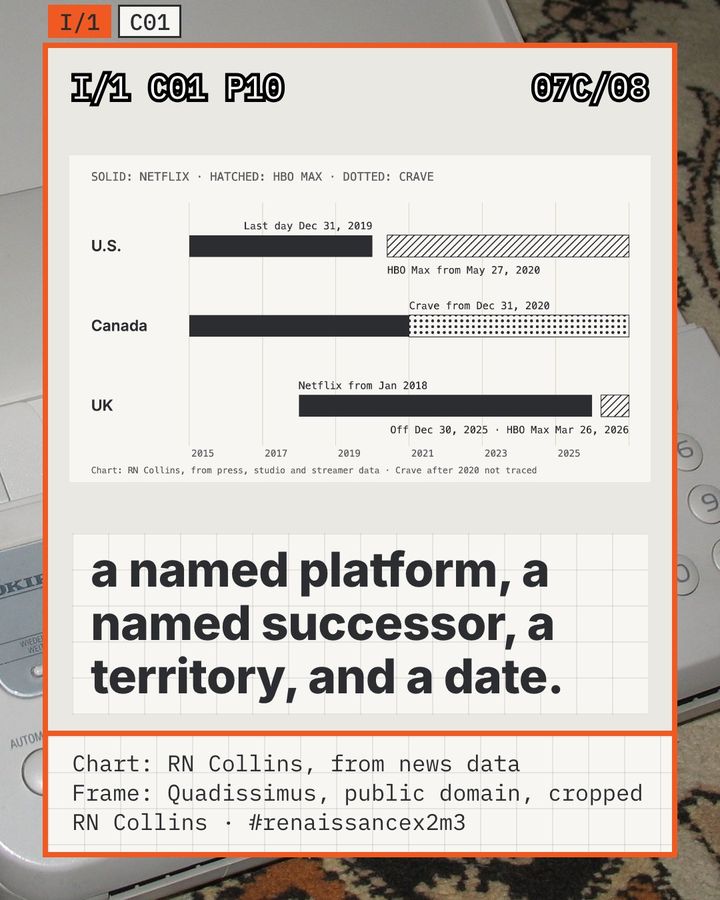 I/1 C01
I/1 C01 P10 07C/08
SOLID: NETFLIX · HATCHED: HBO MAX · DOTTED: CRAVE
Last day Dec 31, 2019
U.S.
HBO Max from May 27, 2020
Crave from Dec 31, 2020
Canada
Netflix from Jan 2018
UK
Off Dec 30, 2025 · HBO Max Mar 26, 2026
2015 2017 2019 2021 2023 2025
Chart: RN Collins, from press, studio and streamer data · Crave after 2020 not traced
a named platform, a
named successor, a
territory, and a date.
Chart: RN Collins, from news data
Frame: Quadissimus, public domain, cropped
RN Collins · #renaissancex2m3
6
9